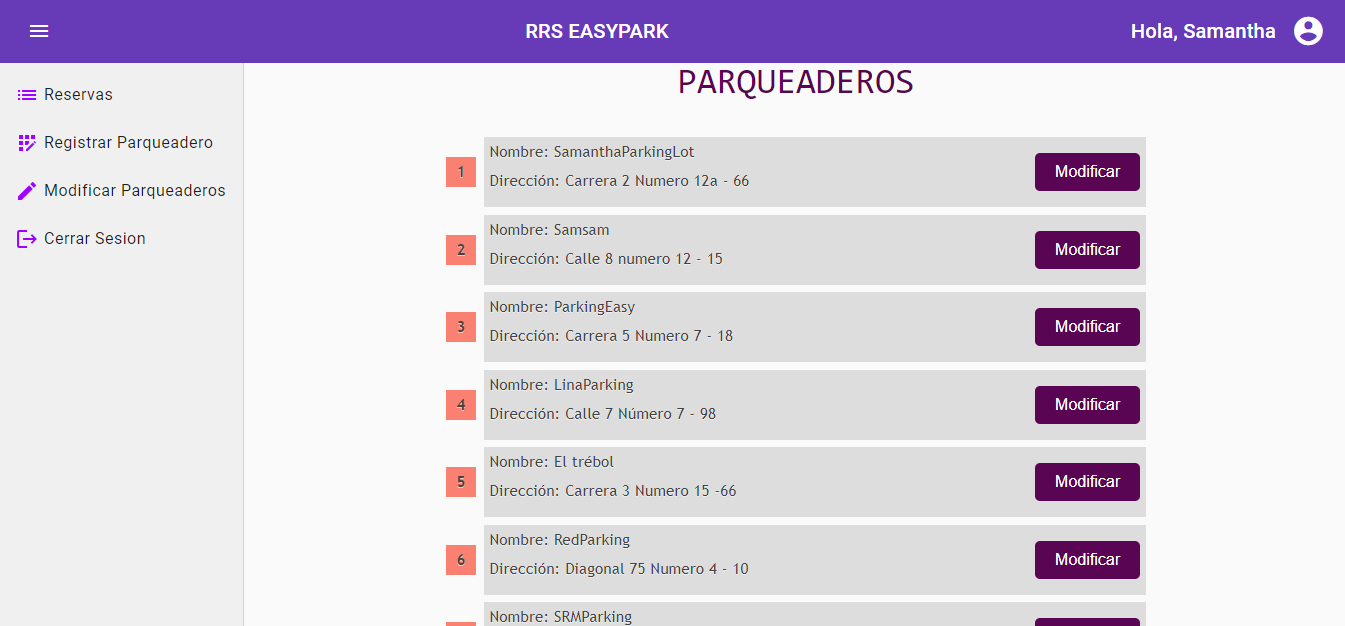 RRS EASYPARK
Hola, Samantha
Reservas
Registrar Parqueadero
Modificar Parqueaderos
Cerrar Sesion
PARQUEADEROS
1
Nombre: SamanthaParkingLot
Dirección: Carrera 2 Numero 12a - 66
Modificar
2
Nombre: Samsam
Dirección: Calle 8 numero 12 - 15
Modificar
3
Nombre: ParkingEasy
Dirección: Carrera 5 Numero 7 - 18
Modificar
4
Nombre: LinaParking
Dirección: Calle 7 Número 7 - 98
Modificar
5
Nombre: El trébol
Dirección: Carrera 3 Numero 15 -66
Modificar
6
Nombre: RedParking
Dirección: Diagonal 75 Numero 4 - 10
Modificar
Nombre: SRMParking